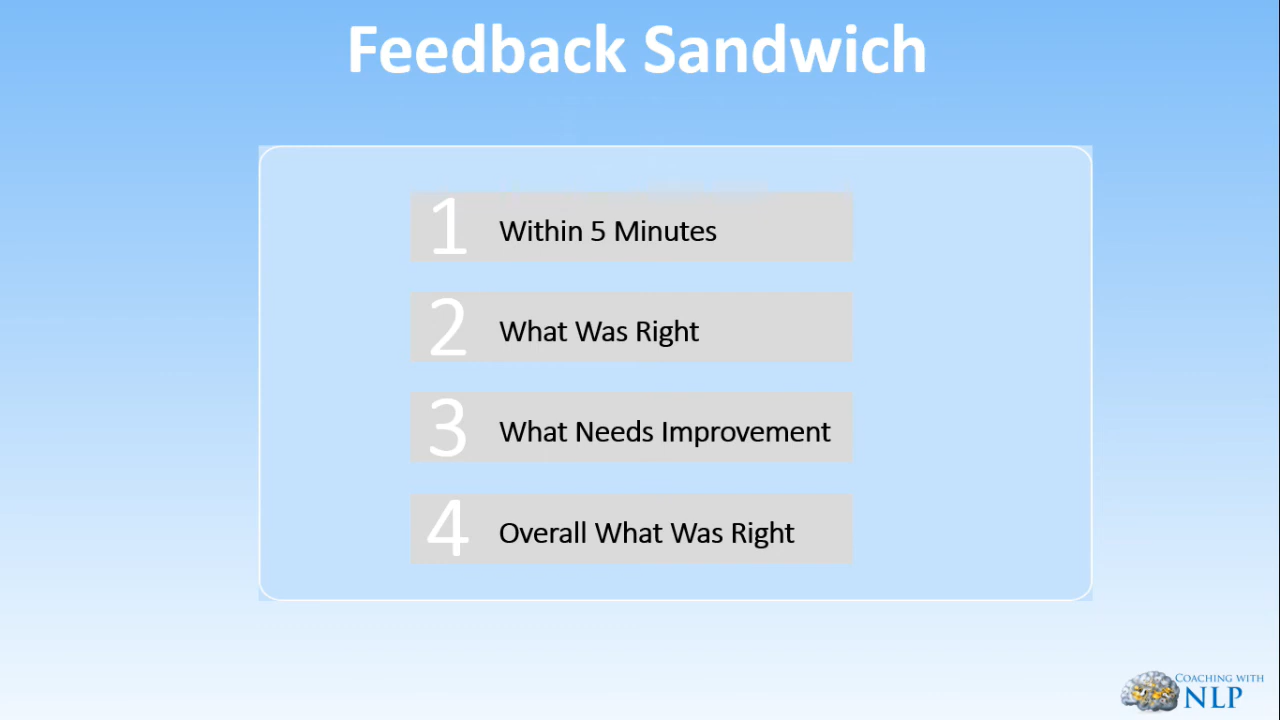 Feedback Sandwich
1 Within 5 Minutes
2 What Was Right
3 What Needs Improvement
4 Overall What Was Right
COACHING WITH
NLP